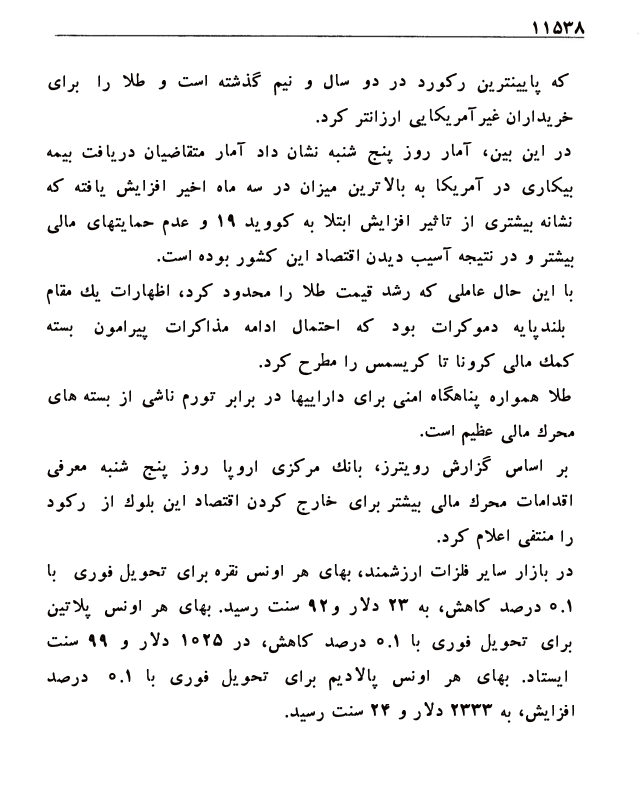 ۱۱۵۳۸
که پایینترین رکورد در دو سال و نیم گذشته است و طلا را برای
خریداران غیرآمریکایی ارزانتر کرد.
در این بین، آمار روز پنج شنبه نشان داد آمار متقاضیان دریافت بیمه
بیکاری در آمریکا به بالاترین میزان در سه ماه اخیر افزایش یافته که
نشانه بیشتری از تاثیر افزایش ابتلا به کووید ۱۹ و عدم حمایتهای مالی
بیشتر و در نتیجه آسیب دیدن اقتصاد این کشور بوده است.
با این حال عاملی که رشد قیمت طلا را محدود کرد، اظهارات یك مقام
بلندپایه دموکرات بود که احتمال ادامه مذاکرات پیرامون بسته
کمك مالی کرونا تا کریسمس را مطرح کرد.
طلا همواره پناهگاه امنی برای داراییها در برابر تورم ناشی از بسته های
محرك مالی عظیم است.
بر اساس گزارش رویترز، بانك مرکزی اروپا روز پنج شنبه معرفی
اقدامات محرك مالی بیشتر برای خارج کردن اقتصاد این بلوك از رکود
را منتفی اعلام کرد.
در بازار سایر فلزات ارزشمند، بهای هر اونس نقره برای تحویل فوری با
۰.۱ درصد کاهش، به ۲۳ دلار و۹۲ سنت رسید. بهای هر اونس پلاتین
برای تحویل فوری با ۰.۱ درصد کاهش، در ۱۰۲۵ دلار و ۹۹ سنت
ایستاد. بهای هر اونس پالادیم برای تحویل فوری با ۰.۱ درصد
افزایش، به ۲۳۳۳ دلار و ۲۴ سنت رسید.